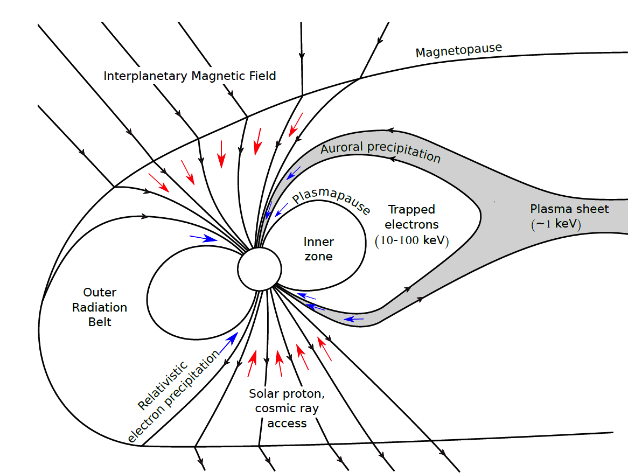 Magnetopause
Interplanetary Magnetic Field
Auroral precipitation
Plasmapause
Trapped
electrons
(10-100 keV)
Plasma sheet
(~1 keV)
Inner
zone
Outer
Radiation
Belt
Relativistic
electron precipitation
Solar proton,
cosmic ray
access